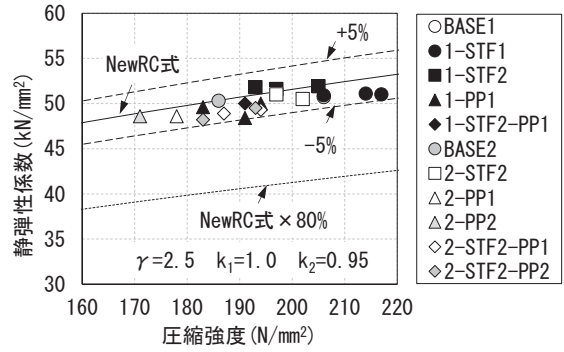 静弾性係数(kN/mm²)
60
55
50
45
40
35
30
NewRC式
+5%
−5%
NewRC式×80%
γ=2.5 k₁=1.0 k₂=0.95
160 170 180 190 200 210 220
圧縮強度(N/mm²)
BASE1
1-STF1
1-STF2
1-PP1
1-STF2-PP1
BASE2
2-STF2
2-PP1
2-PP2
2-STF2-PP1
2-STF2-PP2